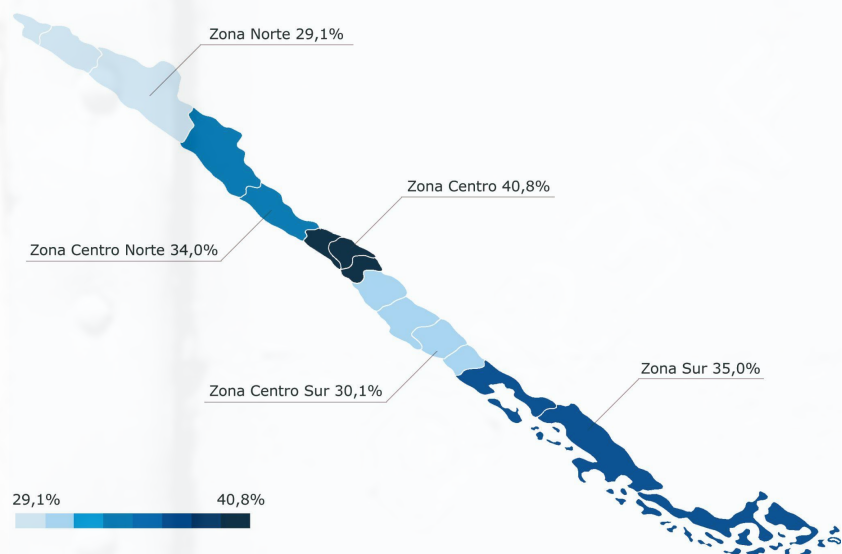 Zona Norte 29,1%
Zona Centro 40,8%
Zona Centro Norte 34,0%
Zona Sur 35,0%
Zona Centro Sur 30,1%
29,1%
40,8%